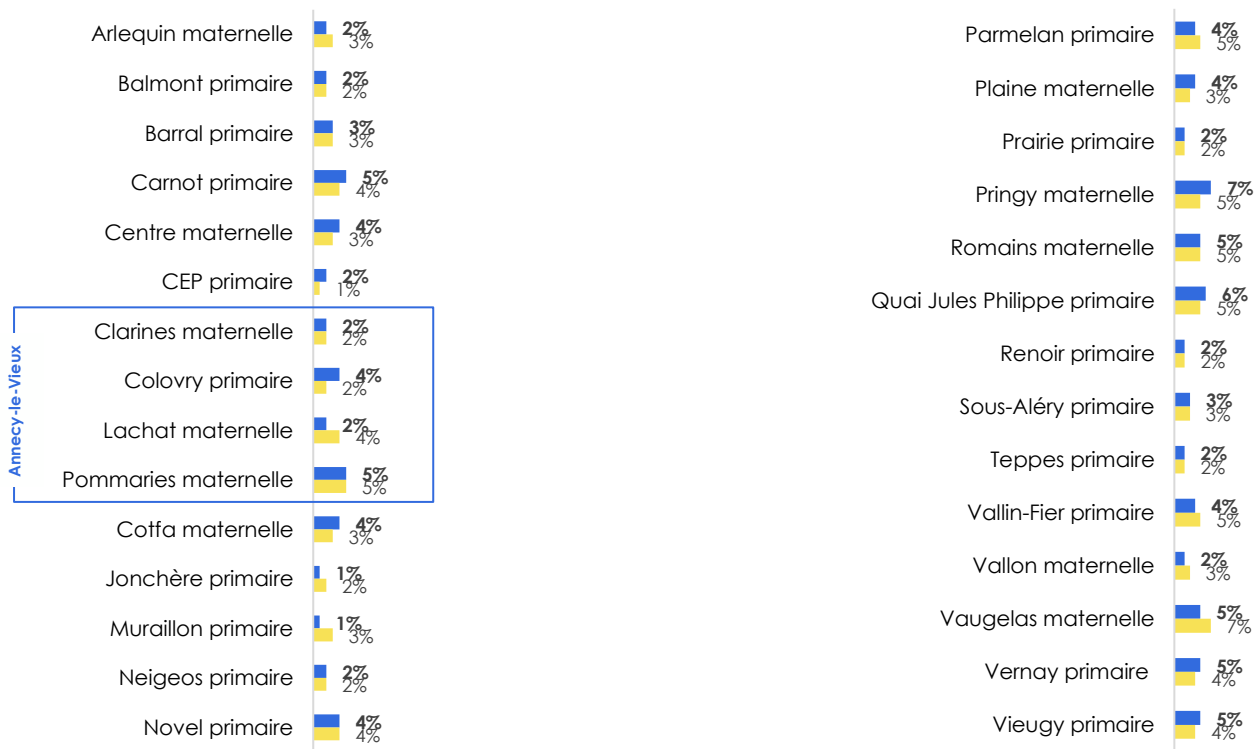 Arlequin maternelle 2% 3%
Balmont primaire 2% 2%
Barral primaire 3% 3%
Carnot primaire 5% 4%
Centre maternelle 4% 3%
CEP primaire 2% 1%
Annecy-le-Vieux
Clarines maternelle 2% 2%
Colovry primaire 4% 2%
Lachat maternelle 2% 4%
Pommaries maternelle 5% 5%
Cotfa maternelle 4% 3%
Jonchère primaire 1% 2%
Muraillon primaire 1% 3%
Neigeos primaire 2% 2%
Novel primaire 4% 4%
Parmelan primaire 4% 5%
Plaine maternelle 4% 3%
Prairie primaire 2% 2%
Pringy maternelle 7% 5%
Romains maternelle 5% 5%
Quai Jules Philippe primaire 6% 5%
Renoir primaire 2% 2%
Sous-Aléry primaire 3% 3%
Teppes primaire 2% 2%
Vallin-Fier primaire 4% 5%
Vallon maternelle 2% 3%
Vaugelas maternelle 5% 7%
Vernay primaire 5% 4%
Vieugy primaire 5% 4%